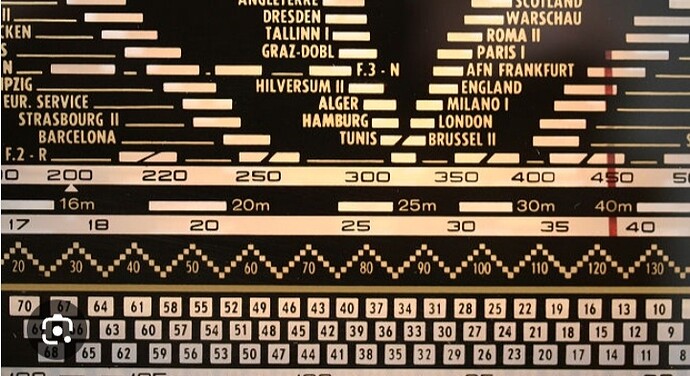 SCOTLAND
DRESDEN WARSCHAU
TALLINN I ROMA II
GRAZ-DOBL PARIS I
F.3 - N AFN FRANKFURT
HILVERSUM II ENGLAND
EUR. SERVICE ALGER MILANO I
STRASBOURG II HAMBURG LONDON
BARCELONA TUNIS BRUSSEL II
F.2 - R
200 220 250 300 350 400 450
16m 20m 25m 30m 40m
17 18 20 25 30 35 40
20 30 40 50 60 70 80 90 100 110 120 130
70 67 64 61 58 55 52 49 46 43 40 37 34 31 28 25 22 19 16 13 10
63 60 57 54 51 48 45 42 39 36 33 30 27 24 21 18 15 12 9
68 65 62 59 56 53 50 47 44 41 38 35 32 29 26 23 20 17 14 11 8